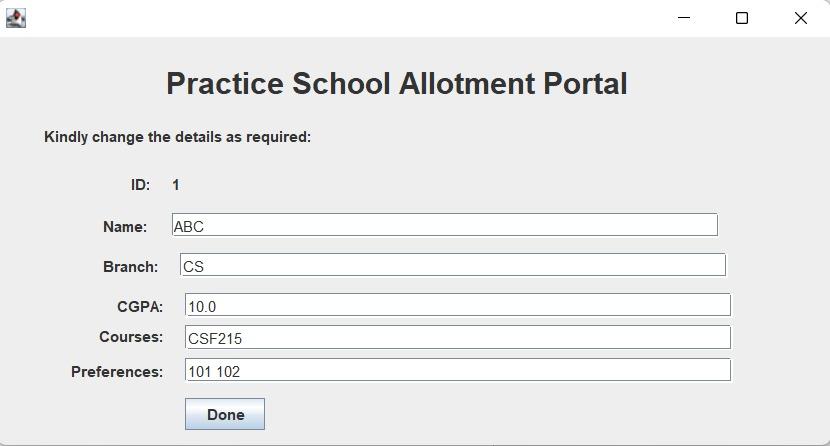 Practice School Allotment Portal
Kindly change the details as required:
ID: 1
Name: ABC
Branch: CS
CGPA: 10.0
Courses: CSF215
Preferences: 101 102
Done